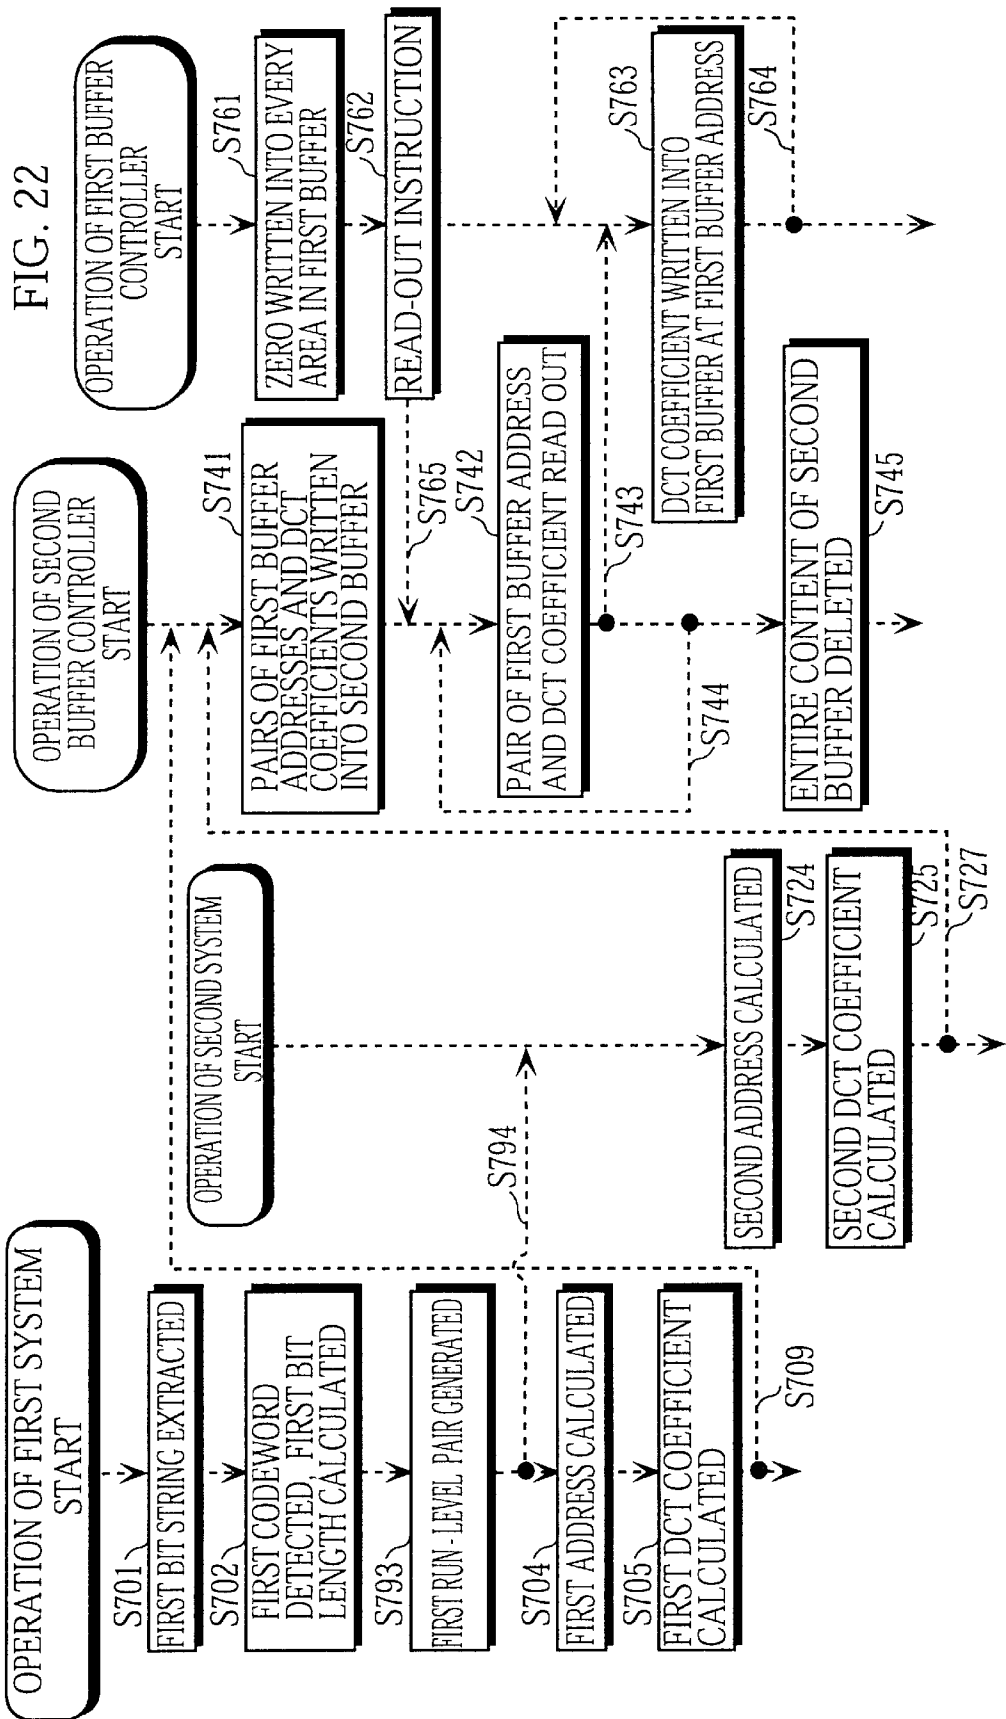 FIG. 22
OPERATION OF FIRST SYSTEM
START
S701
FIRST BIT STRING EXTRACTED
S702
FIRST CODEWORD
DETECTED, FIRST BIT
LENGTH CALCULATED
S793
FIRST RUN-LEVEL PAIR GENERATED
S794
S704
FIRST ADDRESS CALCULATED
S705
FIRST DCT COEFFICIENT
CALCULATED
S709
OPERATION OF SECOND SYSTEM
START
SECOND ADDRESS CALCULATED
S724
SECOND DCT COEFFICIENT
CALCULATED
S725
S727
OPERATION OF SECOND
BUFFER CONTROLLER
START
S741
PAIRS OF FIRST BUFFER
ADDRESSES AND DCT
COEFFICIENTS WRITTEN
INTO SECOND BUFFER
S765
S742
PAIR OF FIRST BUFFER ADDRESS
AND DCT COEFFICIENT READ OUT
S743
S744
ENTIRE CONTENT OF SECOND
BUFFER DELETED
S745
OPERATION OF FIRST BUFFER
CONTROLLER
START
S761
ZERO WRITTEN INTO EVERY
AREA IN FIRST BUFFER
S762
READ-OUT INSTRUCTION
S763
DCT COEFFICIENT WRITTEN INTO
FIRST BUFFER AT FIRST BUFFER ADDRESS
S764